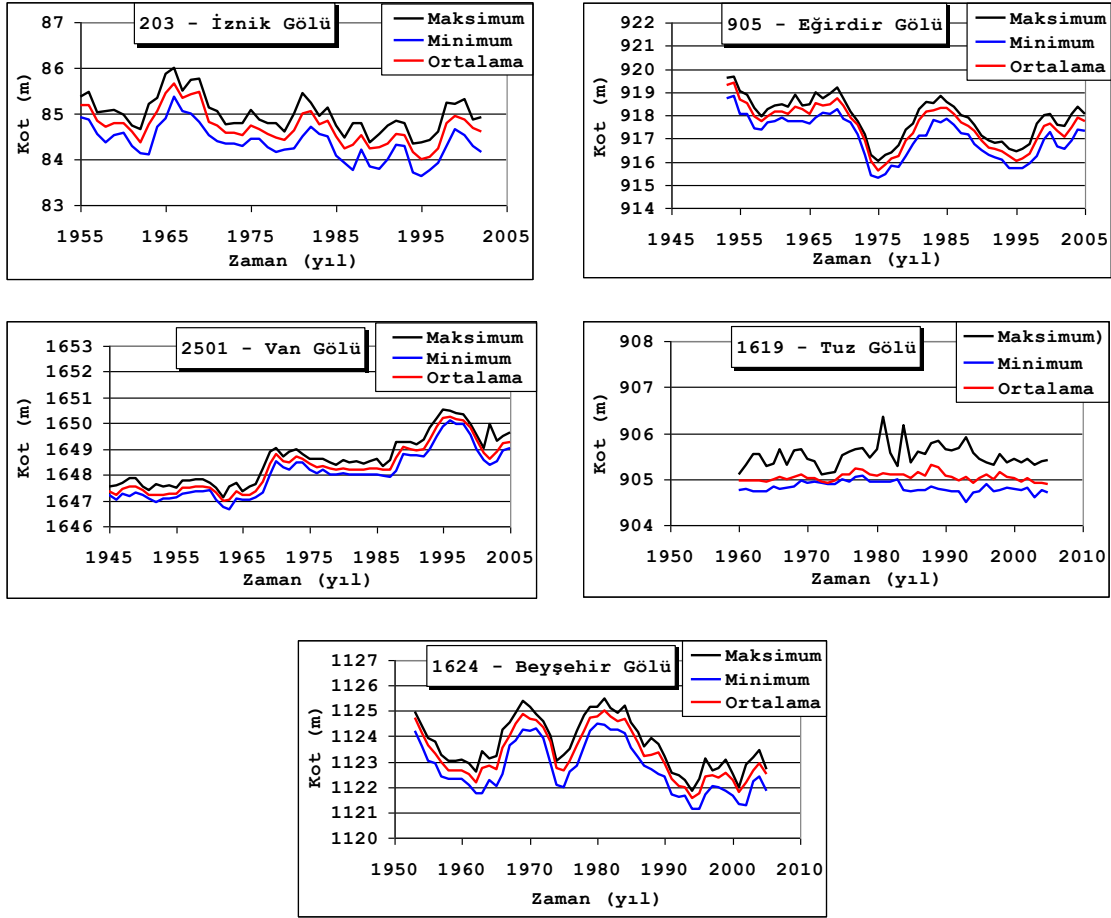 203 - İznik Gölü
Maksimum
Minimum
Ortalama
Kot (m)
87
86
85
84
83
1955 1965 1975 1985 1995 2005
Zaman (yıl)
905 - Eğirdir Gölü
Maksimum
Minimum
Ortalama
Kot (m)
922
921
920
919
918
917
916
915
914
1945 1955 1965 1975 1985 1995 2005
Zaman (yıl)
2501 - Van Gölü
Maksimum
Minimum
Ortalama
Kot (m)
1653
1652
1651
1650
1649
1648
1647
1646
1945 1955 1965 1975 1985 1995 2005
Zaman (yıl)
1619 - Tuz Gölü
Maksimum)
Minimum
Ortalama
Kot (m)
908
907
906
905
904
1950 1960 1970 1980 1990 2000 2010
Zaman (yıl)
1624 - Beyşehir Gölü
Maksimum
Minimum
Ortalama
Kot (m)
1127
1126
1125
1124
1123
1122
1121
1120
1950 1960 1970 1980 1990 2000 2010
Zaman (yıl)